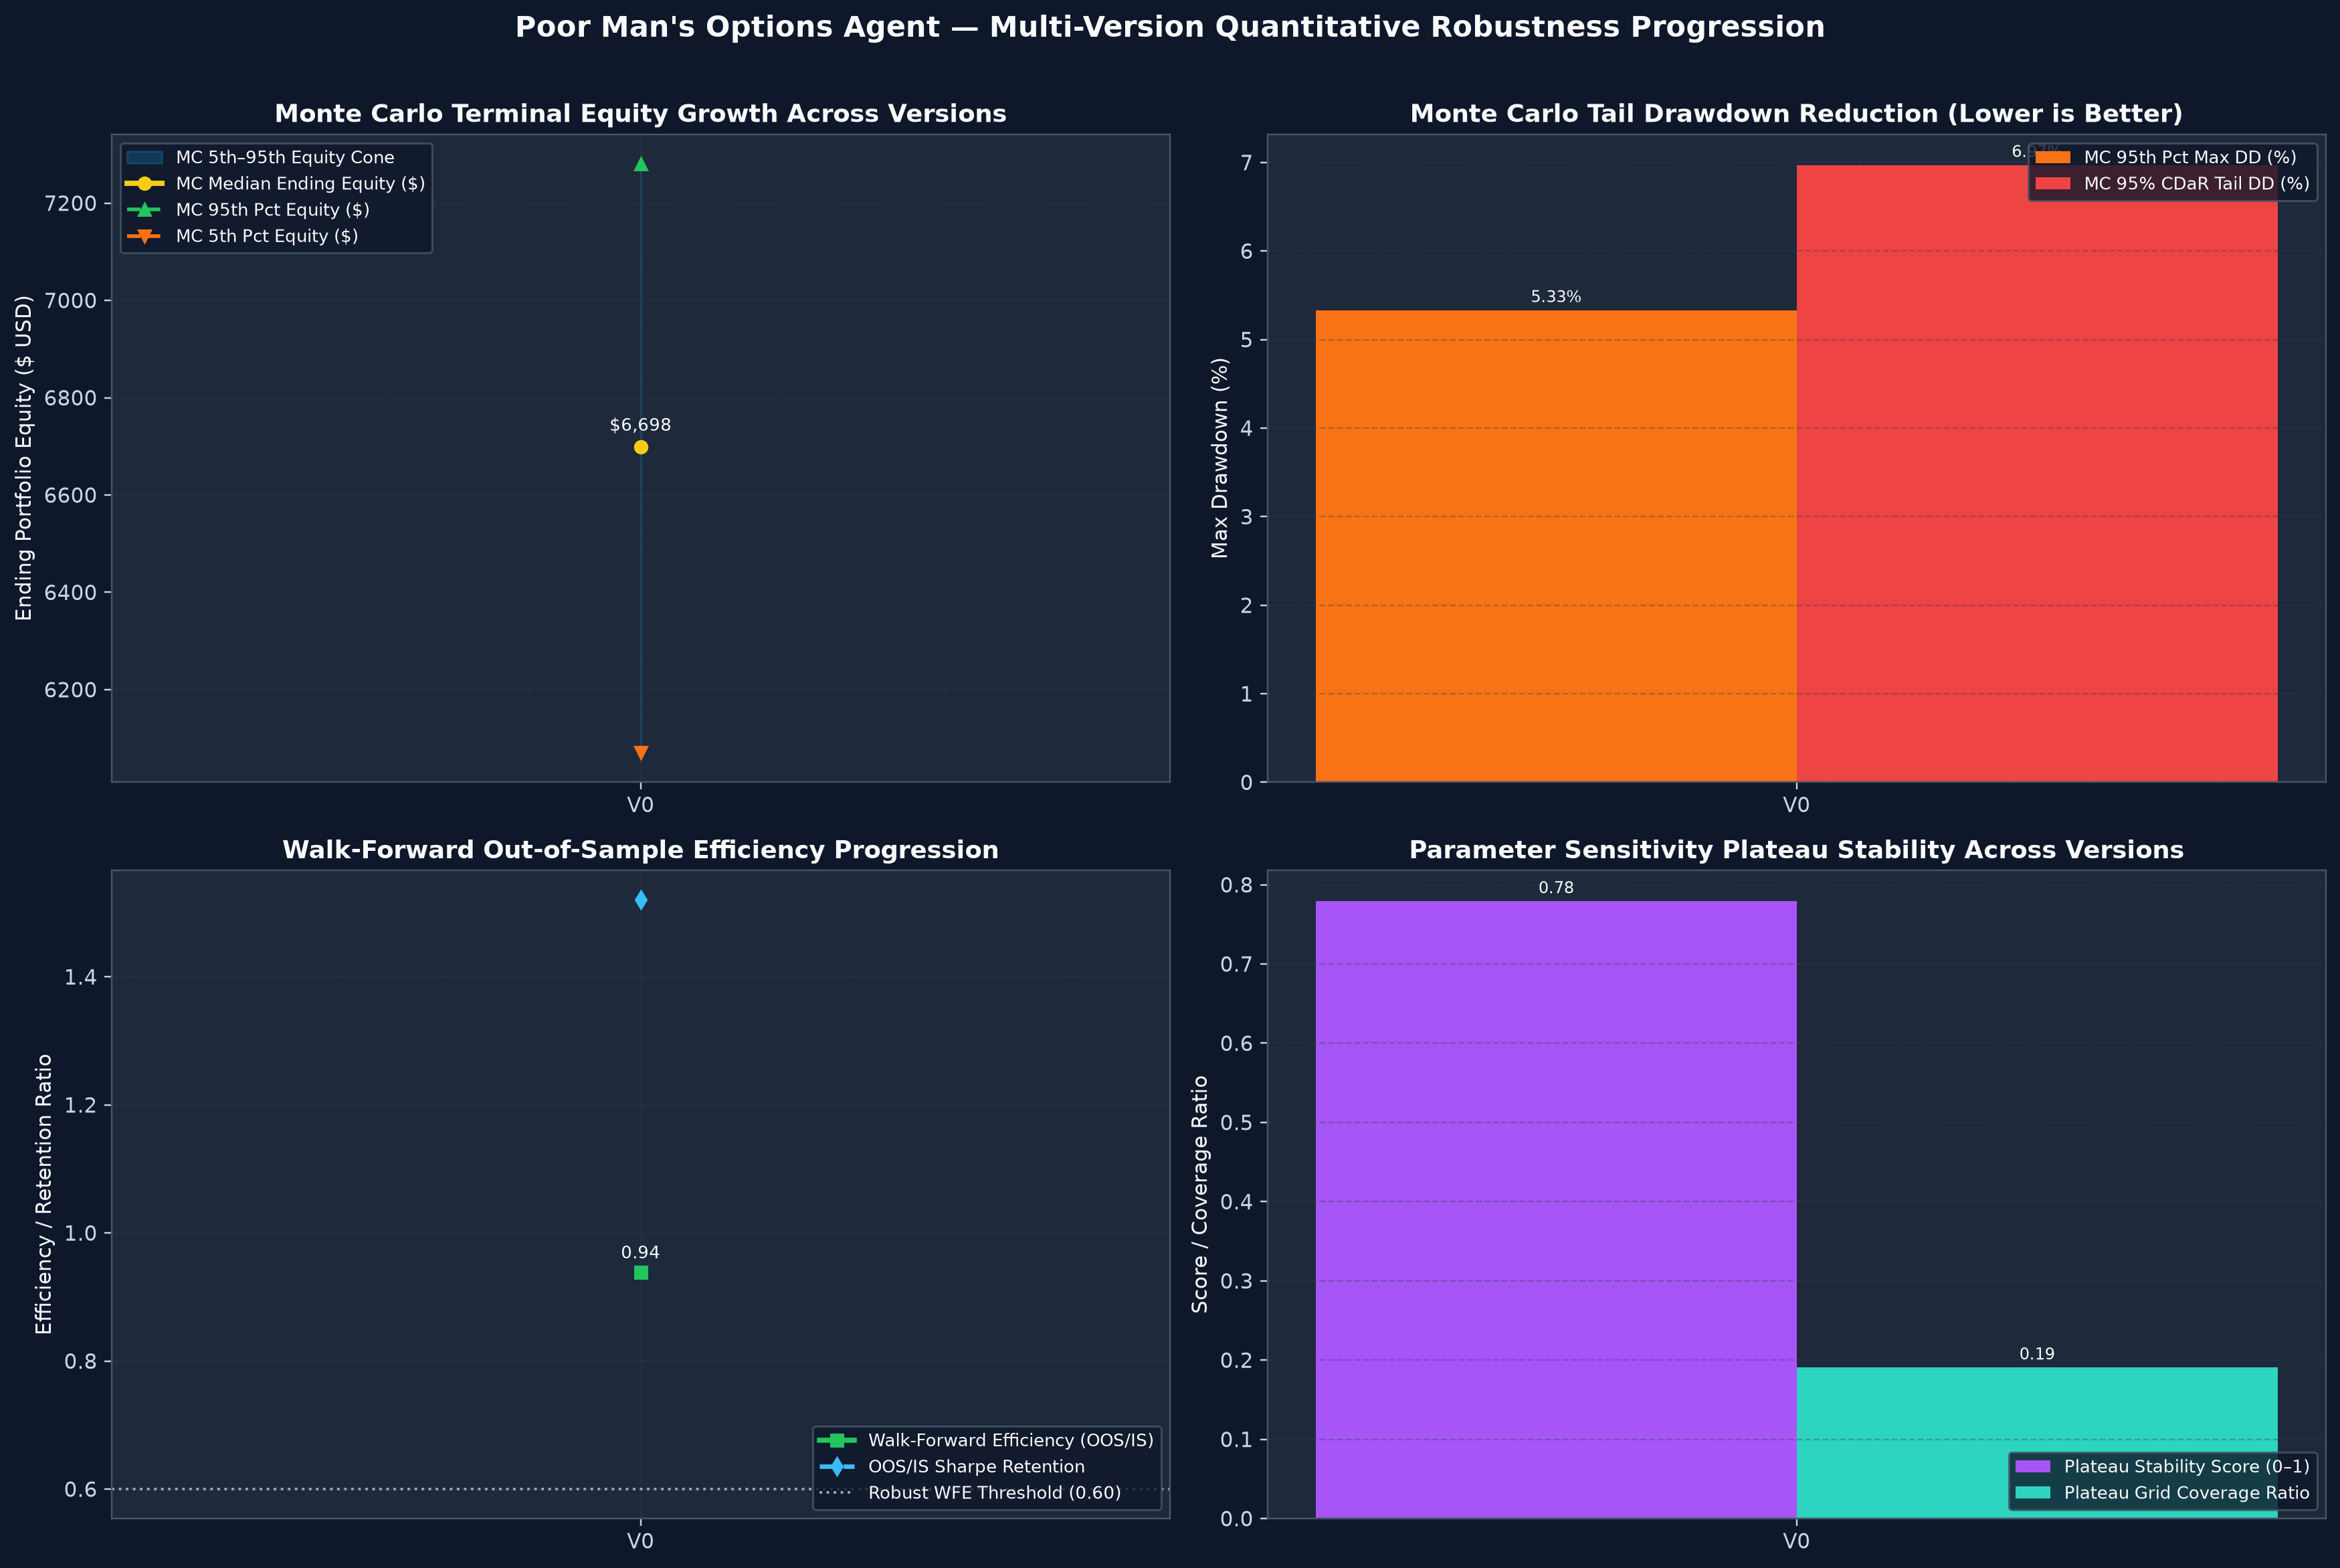 Poor Man's Options Agent — Multi-Version Quantitative Robustness Progression
Monte Carlo Terminal Equity Growth Across Versions
MC 5th–95th Equity Cone
MC Median Ending Equity ($)
MC 95th Pct Equity ($)
MC 5th Pct Equity ($)
Ending Portfolio Equity ($ USD)
7200
7000
6800
6600
6400
6200
$6,698
V0
Monte Carlo Tail Drawdown Reduction (Lower is Better)
MC 95th Pct Max DD (%)
MC 95% CDaR Tail DD (%)
Max Drawdown (%)
7
6
5
4
3
2
1
0
5.33%
6.97%
V0
Walk-Forward Out-of-Sample Efficiency Progression
Efficiency / Retention Ratio
1.4
1.2
1.0
0.8
0.6
0.94
Walk-Forward Efficiency (OOS/IS)
OOS/IS Sharpe Retention
Robust WFE Threshold (0.60)
V0
Parameter Sensitivity Plateau Stability Across Versions
Score / Coverage Ratio
0.8
0.7
0.6
0.5
0.4
0.3
0.2
0.1
0.0
0.78
0.19
Plateau Stability Score (0–1)
Plateau Grid Coverage Ratio
V0